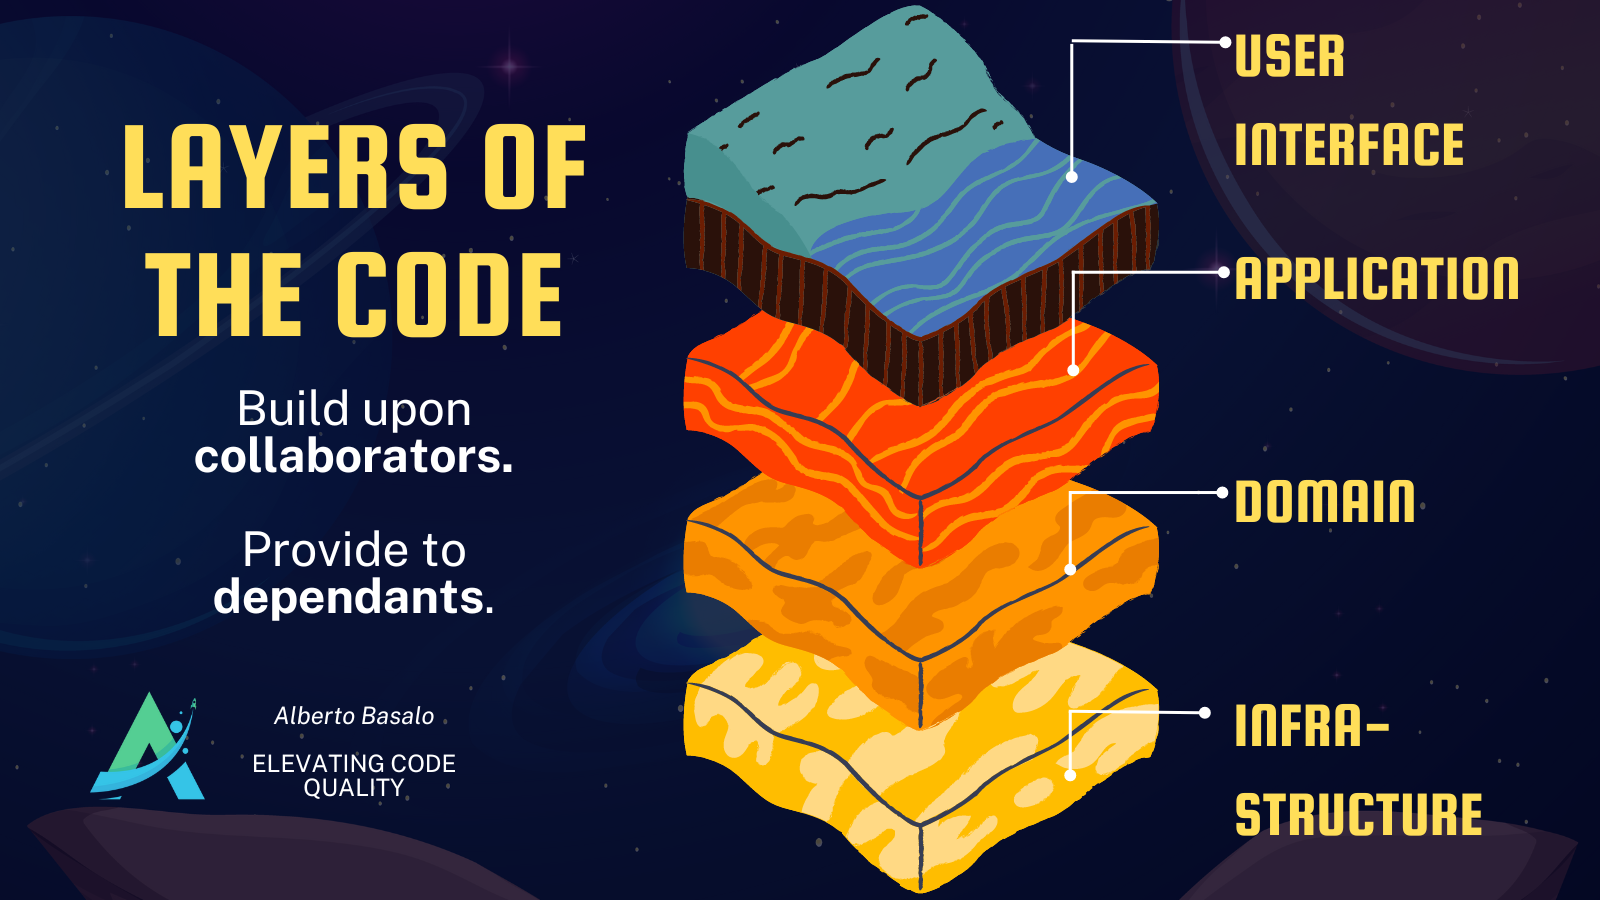 LAYERS OF
THE CODE
Build upon
collaborators.
Provide to
dependants.
Alberto Basalo
ELEVATING CODE
QUALITY
USER
INTERFACE
APPLICATION
DOMAIN
INFRA-
STRUCTURE